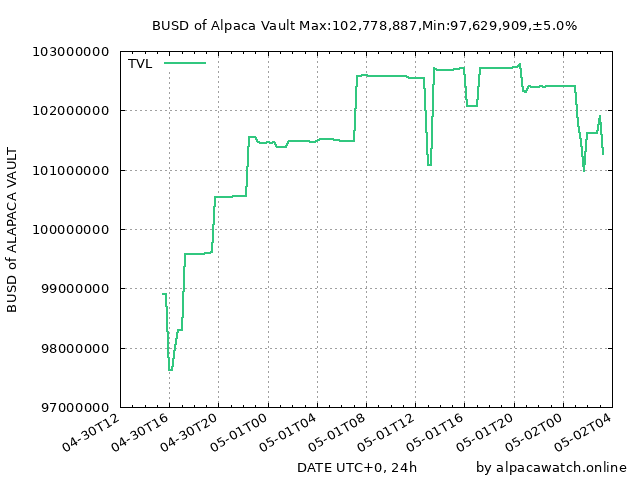 BUSD of Alpaca Vault Max:102,778,887,Min:97,629,909,±5.0%
TVL
103000000
102000000
101000000
100000000
99000000
98000000
97000000
BUSD of ALAPACA VAULT
04-30T12
04-30T16
04-30T20
05-01T00
05-01T04
05-01T08
05-01T12
05-01T16
05-01T20
05-02T00
05-02T04
DATE UTC+0, 24h
by alpacawatch.online